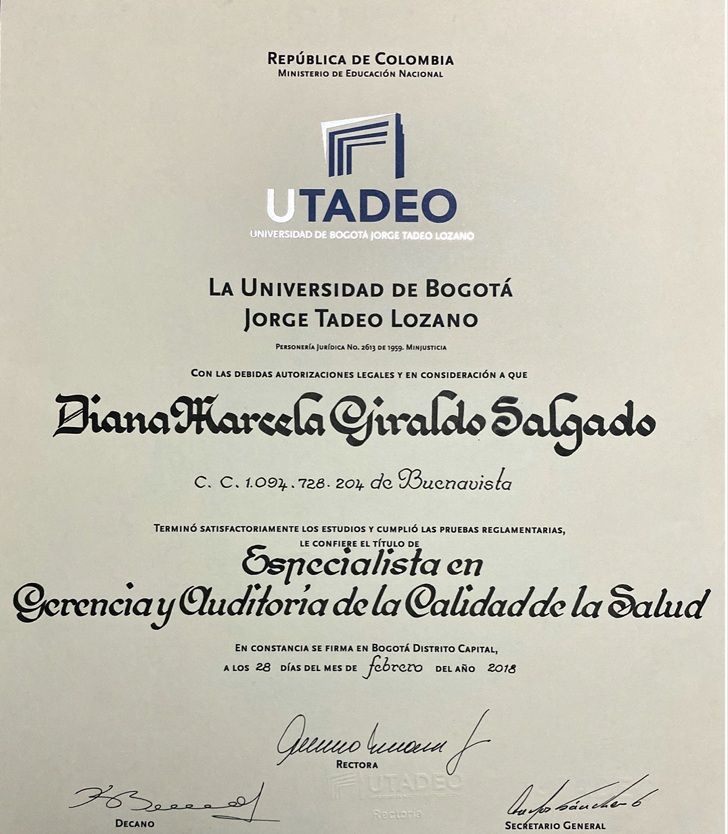 República de Colombia
Ministerio de Educación Nacional
UTADEO
UNIVERSIDAD DE BOGOTÁ JORGE TADEO LOZANO
La Universidad de Bogotá
Jorge Tadeo Lozano
Personería Jurídica No. 2613 de 1959. Minjusticia
Con las debidas autorizaciones legales y en consideración a que
Diana Marcela Giraldo Salgado
C. C. 1.094.728.204 de Buenavista
Terminó satisfactoriamente los estudios y cumplió las pruebas reglamentarias,
le confiere el título de
Especialista en
Gerencia y Auditoría de la Calidad de la Salud
En constancia se firma en Bogotá Distrito Capital,
a los 28 días del mes de febrero del año 2018
Rectora
UTADEO
Rectoría
Decano
Secretario General